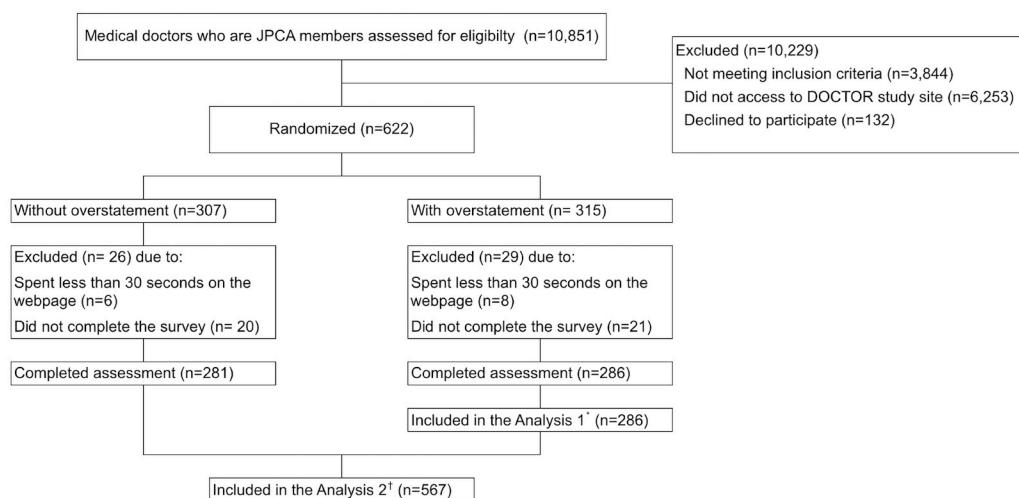 Medical doctors who are JPCA members assessed for eligibilty (n=10,851)
Excluded (n=10,229)
Not meeting inclusion criteria (n=3,844)
Did not access to DOCTOR study site (n=6,253)
Declined to participate (n=132)
Randomized (n=622)
Without overstatement (n=307)
With overstatement (n= 315)
Excluded (n= 26) due to:
Spent less than 30 seconds on the
webpage (n=6)
Did not complete the survey (n= 20)
Excluded (n=29) due to:
Spent less than 30 seconds on the
webpage (n=8)
Did not complete the survey (n=21)
Completed assessment (n=281)
Completed assessment (n=286)
Included in the Analysis 1* (n=286)
Included in the Analysis 2† (n=567)